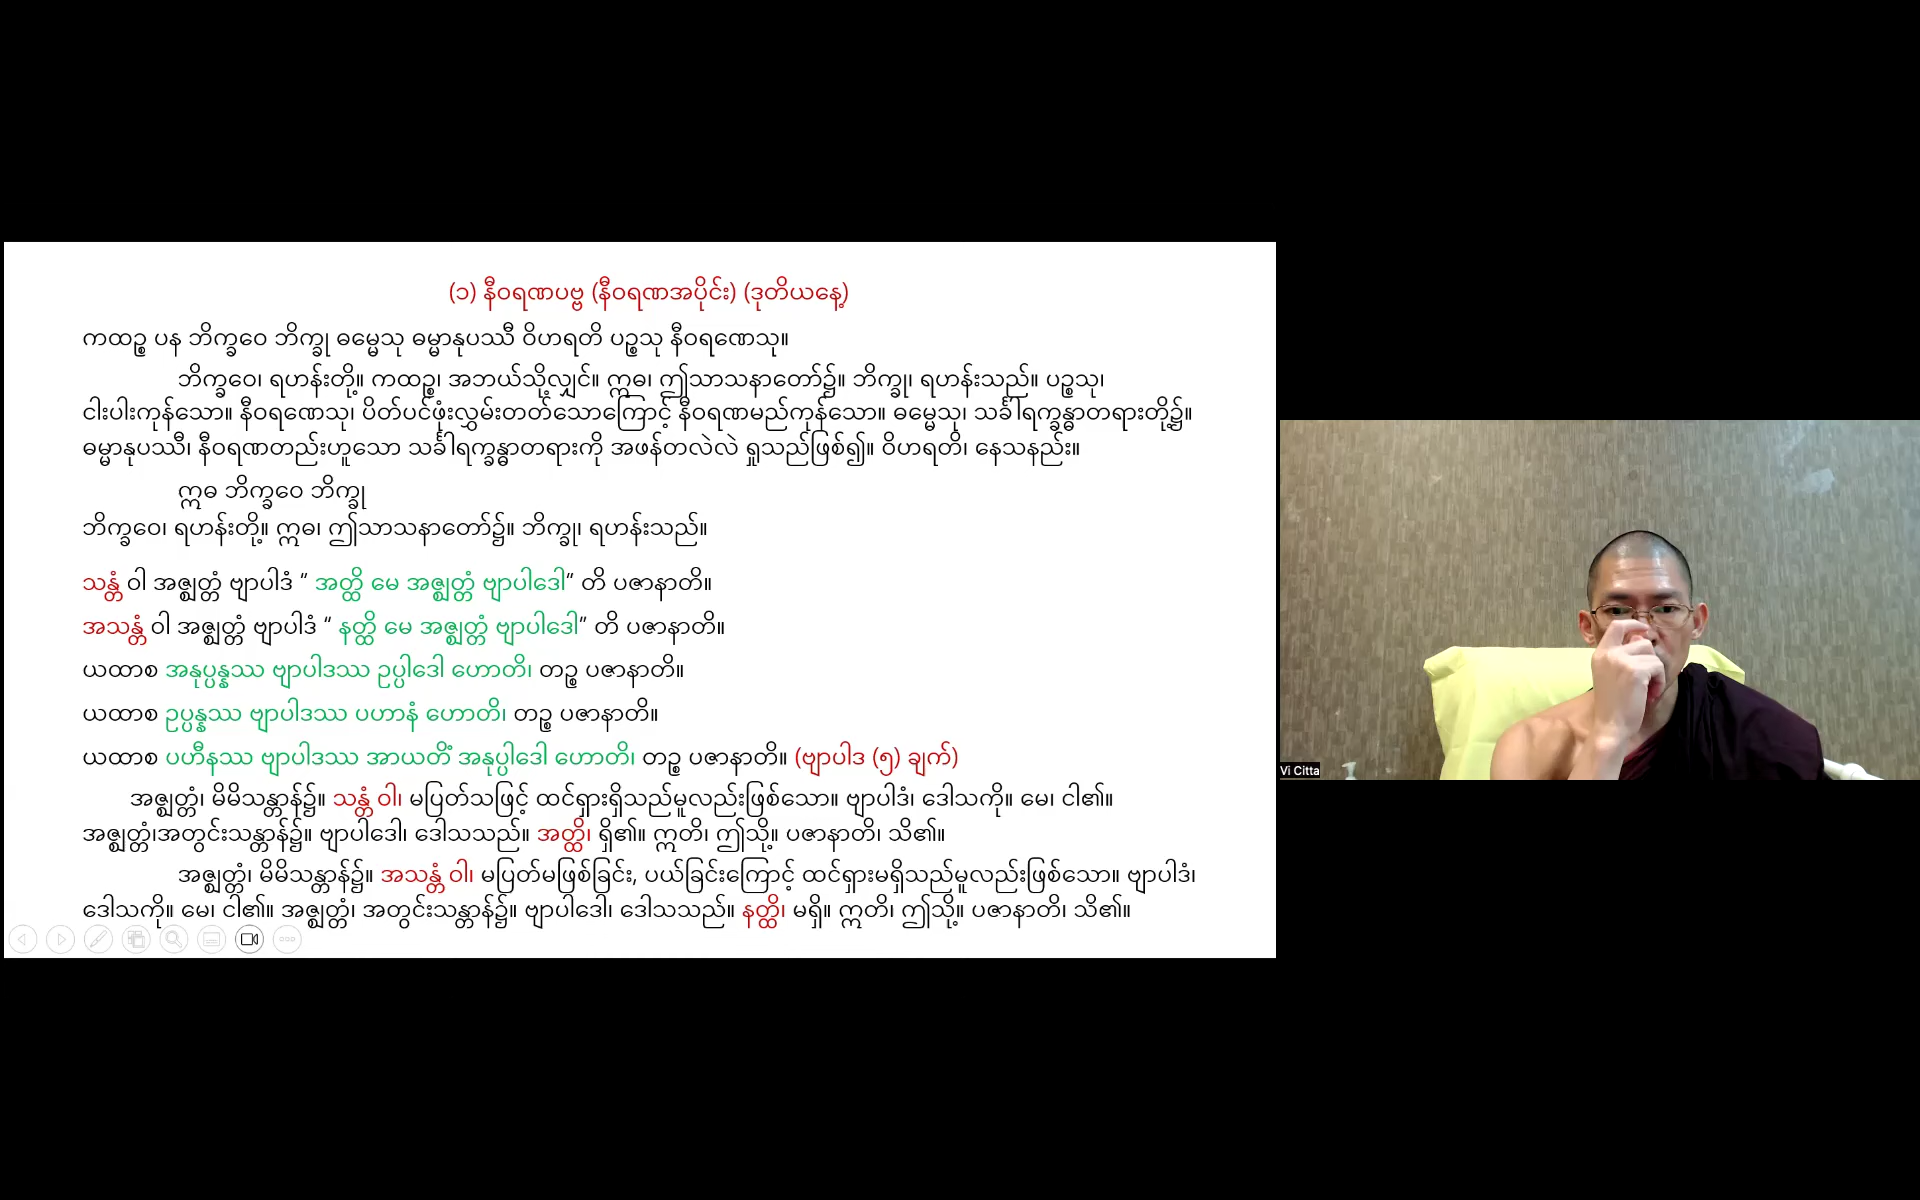 (၁) နီဝရဏပဗ္ဗ (နီဝရဏအပိုင်း) (ဒုတိယနေ့)
ကထဉ္စ ပန ဘိက္ခဝေ ဘိက္ခု ဓမ္မေသု ဓမ္မာနုပဿီ ဝိဟရတိ ပဉ္စသု နီဝရဏေသု။
ဘိက္ခဝေ၊ ရဟန်းတို့။ ကထဉ္စ၊ အဘယ်သို့လျှင်။ ဣဓ၊ ဤသာသနာတော်၌။ ဘိက္ခု၊ ရဟန်းသည်။ ပဉ္စသု၊
ငါးပါးကုန်သော။ နီဝရဏေသု၊ ပိတ်ပင်ဖုံးလွှမ်းတတ်သောကြောင့် နီဝရဏမည်ကုန်သော။ ဓမ္မေသု၊ သင်္ခါရက္ခန္ဓာတရားတို့၌။
ဓမ္မာနုပဿီ၊ နီဝရဏတည်းဟူသော သင်္ခါရက္ခန္ဓာတရားကို အဖန်တလဲလဲ ရှုသည်ဖြစ်၍။ ဝိဟရတိ၊ နေသနည်း။
ဣဓ ဘိက္ခဝေ ဘိက္ခု
ဘိက္ခဝေ၊ ရဟန်းတို့။ ဣဓ၊ ဤသာသနာတော်၌။ ဘိက္ခု၊ ရဟန်းသည်။
သန္တံ ဝါ အဇ္ဈတ္တံ ဗျာပါဒံ “ အတ္ထိ မေ အဇ္ဈတ္တံ ဗျာပါဒေါ” တိ ပဇာနာတိ။
အသန္တံ ဝါ အဇ္ဈတ္တံ ဗျာပါဒံ “ နတ္ထိ မေ အဇ္ဈတ္တံ ဗျာပါဒေါ” တိ ပဇာနာတိ။
ယထာစ အနုပ္ပန္နဿ ဗျာပါဒဿ ဥပ္ပါဒေါ ဟောတိ၊ တဉ္စ ပဇာနာတိ။
ယထာစ ဥပ္ပန္နဿ ဗျာပါဒဿ ပဟာနံ ဟောတိ၊ တဉ္စ ပဇာနာတိ။
ယထာစ ပဟီနဿ ဗျာပါဒဿ အာယတိံ အနုပ္ပါဒေါ ဟောတိ၊ တဉ္စ ပဇာနာတိ။ (ဗျာပါဒ (၅) ချက်)
အဇ္ဈတ္တံ၊ မိမိသန္တာန်၌။ သန္တံ ဝါ၊ မပြတ်သဖြင့် ထင်ရှားရှိသည်မူလည်းဖြစ်သော။ ဗျာပါဒံ၊ ဒေါသကို။ မေ၊ ငါ၏။
အဇ္ဈတ္တံ၊အတွင်းသန္တာန်၌။ ဗျာပါဒေါ၊ ဒေါသသည်။ အတ္ထိ၊ ရှိ၏။ ဣတိ၊ ဤသို့။ ပဇာနာတိ၊ သိ၏။
အဇ္ဈတ္တံ၊ မိမိသန္တာန်၌။ အသန္တံ ဝါ၊ မပြတ်မဖြစ်ခြင်း, ပယ်ခြင်းကြောင့် ထင်ရှားမရှိသည်မူလည်းဖြစ်သော။ ဗျာပါဒံ၊
ဒေါသကို။ မေ၊ ငါ၏။ အဇ္ဈတ္တံ၊ အတွင်းသန္တာန်၌။ ဗျာပါဒေါ၊ ဒေါသသည်။ နတ္ထိ၊ မရှိ။ ဣတိ၊ ဤသို့။ ပဇာနာတိ၊ သိ၏။
Vi Citta